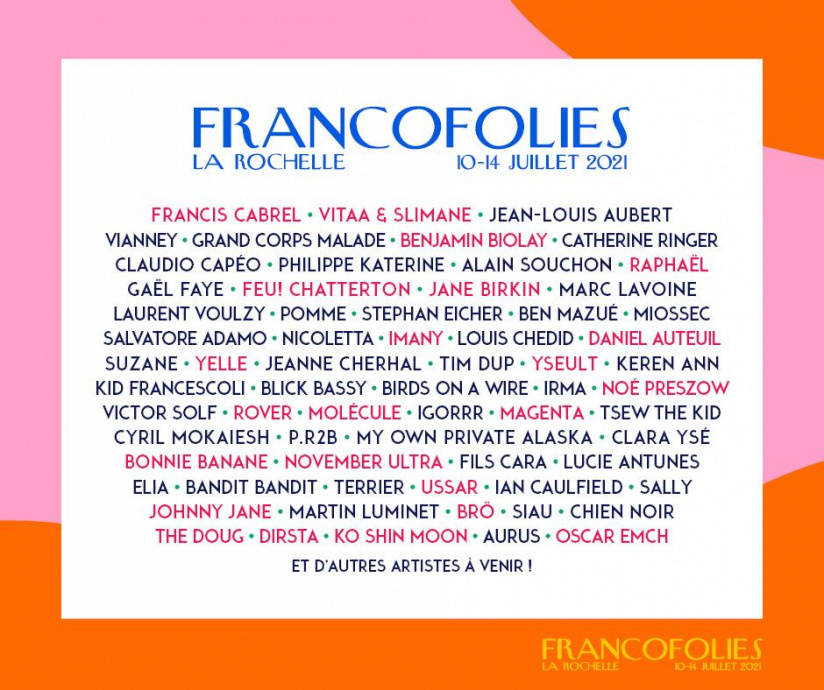 FRANCOFOLIES
LA ROCHELLE 10-14 JUILLET 2021
FRANCIS CABREL • VITAA & SLIMANE • JEAN-LOUIS AUBERT
VIANNEY • GRAND CORPS MALADE • BENJAMIN BIOLAY • CATHERINE RINGER
CLAUDIO CAPÉO • PHILIPPE KATERINE • ALAIN SOUCHON • RAPHAËL
GAËL FAYE • FEU! CHATTERTON • JANE BIRKIN • MARC LAVOINE
LAURENT VOULZY • POMME • STEPHAN EICHER • BEN MAZUÉ • MIOSSEC
SALVATORE ADAMO • NICOLETTA • IMANY • LOUIS CHEDID • DANIEL AUTEUIL
SUZANE • YELLE • JEANNE CHERHAL • TIM DUP • YSEULT • KEREN ANN
KID FRANCESCOLI • BLICK BASSY • BIRDS ON A WIRE • IRMA • NOÉ PRESZOW
VICTOR SOLF • ROVER • MOLÉCULE • IGORRR • MAGENTA • TSEW THE KID
CYRIL MOKAIESH • P.R2B • MY OWN PRIVATE ALASKA • CLARA YSÉ
BONNIE BANANE • NOVEMBER ULTRA • FILS CARA • LUCIE ANTUNES
ELIA • BANDIT BANDIT • TERRIER • USSAR • IAN CAULFIELD • SALLY
JOHNNY JANE • MARTIN LUMINET • BRÖ • SIAU • CHIEN NOIR
THE DOUG • DIRSTA • KO SHIN MOON • AURUS • OSCAR EMCH
ET D'AUTRES ARTISTES À VENIR !
FRANCOFOLIES
LA ROCHELLE 10-14 JUILLET 2021